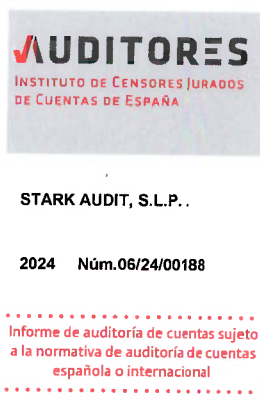 AUDITORES
INSTITUTO DE CENSORES JURADOS
DE CUENTAS DE ESPAÑA
STARK AUDIT, S.L.P..
2024 Núm.06/24/00188
Informe de auditoría de cuentas sujeto
a la normativa de auditoría de cuentas
española o internacional